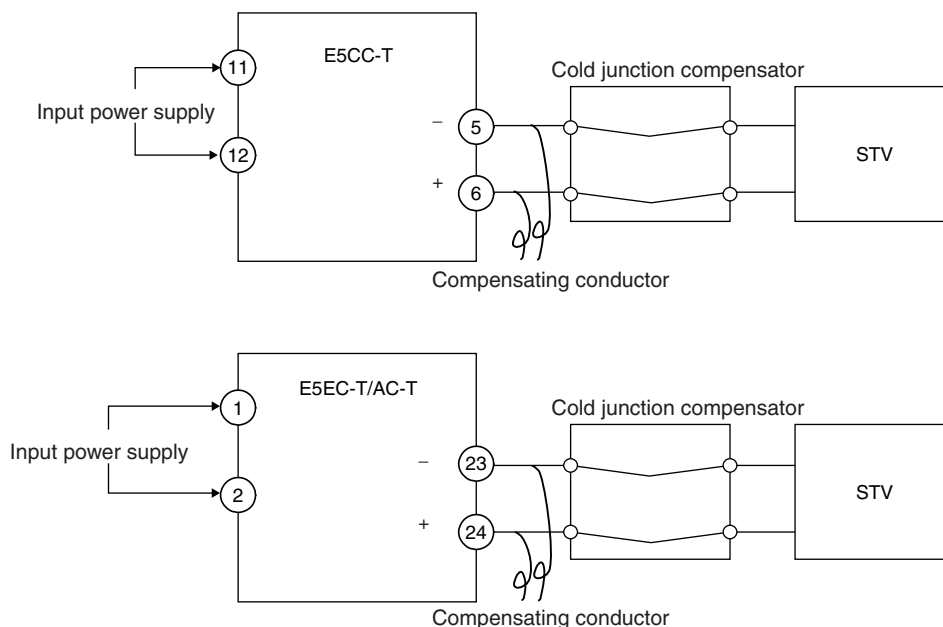 E5CC-T
11
Input power supply
12
−
5
+
6
Cold junction compensator
STV
Compensating conductor
E5EC-T/AC-T
1
Input power supply
2
−
23
+
24
Cold junction compensator
STV
Compensating conductor